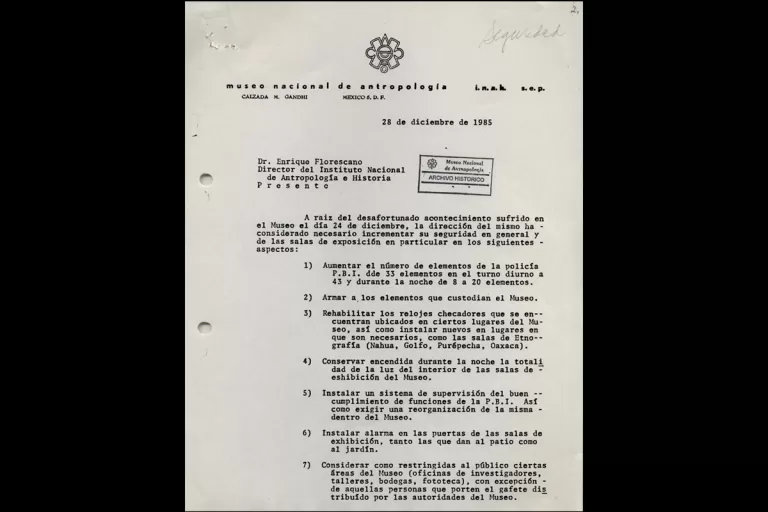 2.
Seguridad
museo nacional de antropología i.n.a.h. s.e.p.
CALZADA M. GANDHI MEXICO 5, D.F.
28 de diciembre de 1985
Dr. Enrique Florescano
Director del Instituto Nacional
de Antropología e Historia
P r e s e n t e
Museo Nacional
de Antropología
ARCHIVO HISTORICO
A raiz del desafortunado acontecimiento sufrido en
el Museo el día 24 de diciembre, la dirección del mismo ha -
considerado necesario incrementar su seguridad en general y
de las salas de exposición en particular en los siguientes -
aspectos:
1) Aumentar el número de elementos de la policía
P.B.I. dde 33 elementos en el turno diurno a
43 y durante la noche de 8 a 20 elementos.
2) Armar a los elementos que custodian el Museo.
3) Rehabilitar los relojes checadores que se en--
cuentran ubicados en ciertos lugares del Mu-
seo, así como instalar nuevos en lugares en
que son necesarios, como las salas de Etno--
grafía (Nahua, Golfo, Purépecha, Oaxaca).
4) Conservar encendida durante la noche la totali
dad de la luz del interior de las salas de -
eshibición del Museo.
5) Instalar un sistema de supervisión del buen --
cumplimiento de funciones de la P.B.I. Así
como exigir una reorganización de la misma -
dentro del Museo.
6) Instalar alarma en las puertas de las salas de
exhibición, tanto las que dan al patio como
al jardín.
7) Considerar como restringidas al público ciertas
áreas del Museo (oficinas de investigadores,
talleres, bodegas, fototeca), con excepción -
de aquellas personas que porten el gafete dis
tribuído por las autoridades del Museo.